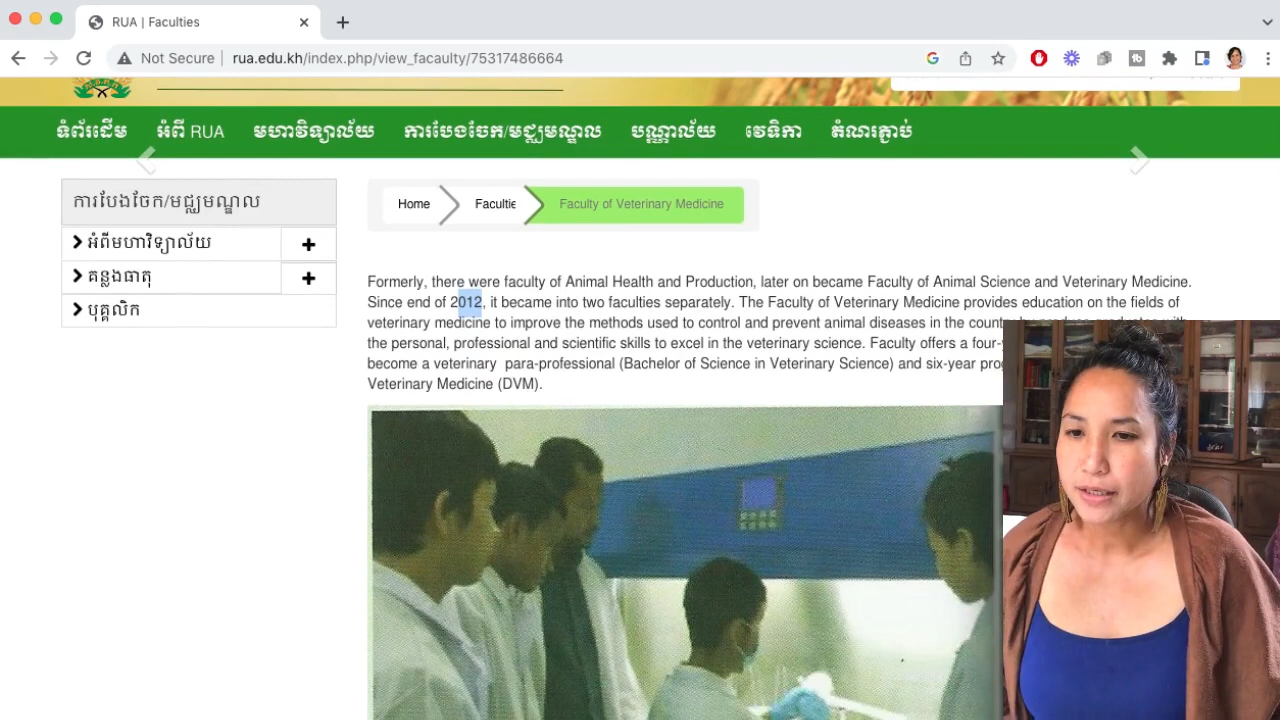 RUA | Faculties
Not Secure
rua.edu.kh/index.php/view_facaulty/75317486664
ទំព័រដើម
អំពី RUA
មហាវិទ្យាល័យ
ការបែងចែក/មជ្ឈមណ្ឌល
បណ្ណាល័យ
វេទិកា
តំណរភ្ជាប់
ការបែងចែក/មជ្ឈមណ្ឌល
អំពីមហាវិទ្យាល័យ
គន្លងធាតុ
បុគ្គលិក
Home
Facultie
Faculty of Veterinary Medicine
Formerly, there were faculty of Animal Health and Production, later on became Faculty of Animal Science and Veterinary Medicine.
Since end of 2012, it became into two faculties separately. The Faculty of Veterinary Medicine provides education on the fields of
veterinary medicine to improve the methods used to control and prevent animal diseases in the country
the personal, professional and scientific skills to excel in the veterinary science. Faculty offers a four-
become a veterinary para-professional (Bachelor of Science in Veterinary Science) and six-year
Veterinary Medicine (DVM).